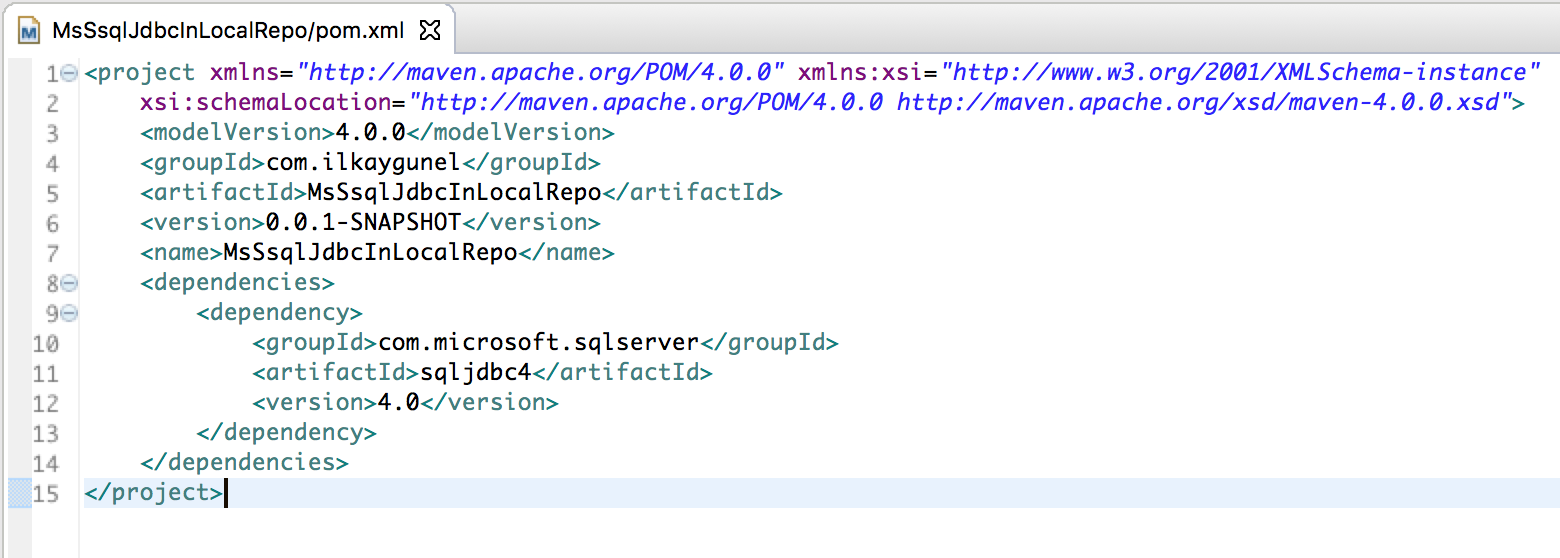 MsSsqlJdbcInLocalRepo/pom.xml
1 <project xmlns="http://maven.apache.org/POM/4.0.0" xmlns:xsi="http://www.w3.org/2001/XMLSchema-instance"
2     xsi:schemaLocation="http://maven.apache.org/POM/4.0.0 http://maven.apache.org/xsd/maven-4.0.0.xsd">
3     <modelVersion>4.0.0</modelVersion>
4     <groupId>com.ilkaygunel</groupId>
5     <artifactId>MsSsqlJdbcInLocalRepo</artifactId>
6     <version>0.0.1-SNAPSHOT</version>
7     <name>MsSsqlJdbcInLocalRepo</name>
8     <dependencies>
9         <dependency>
10             <groupId>com.microsoft.sqlserver</groupId>
11             <artifactId>sqljdbc4</artifactId>
12             <version>4.0</version>
13         </dependency>
14     </dependencies>
15 </project>